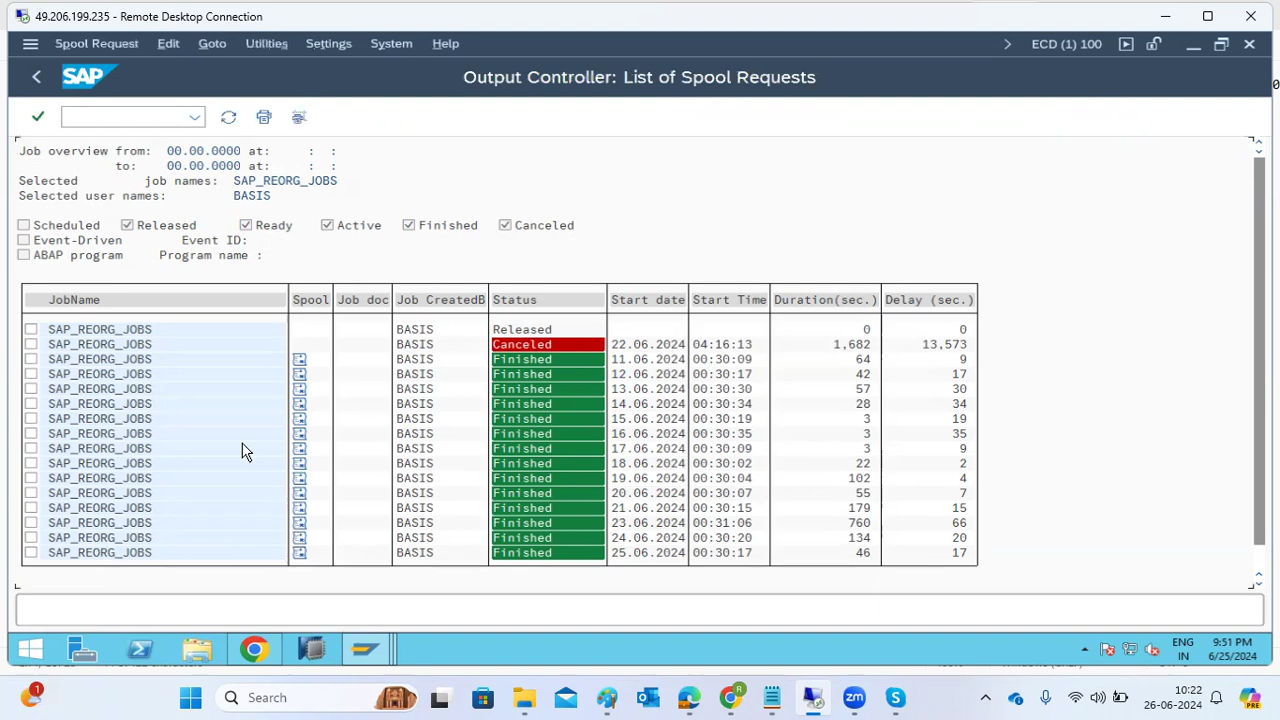 49.206.199.235 - Remote Desktop Connection
Spool Request Edit Goto Utilities Settings System Help ECD (1) 100
SAP Output Controller: List of Spool Requests
Job overview from: 00.00.0000 at: : :
to: 00.00.0000 at: : :
Selected job names: SAP_REORG_JOBS
Selected user names: BASIS
Scheduled Released Ready Active Finished Canceled
Event-Driven Event ID:
ABAP program Program name :
JobName Spool Job doc Job CreatedB Status Start date Start Time Duration(sec.) Delay (sec.)
SAP_REORG_JOBS BASIS Released 0 0
SAP_REORG_JOBS BASIS Canceled 22.06.2024 04:16:13 1,682 13,573
SAP_REORG_JOBS BASIS Finished 11.06.2024 00:30:09 64 9
SAP_REORG_JOBS BASIS Finished 12.06.2024 00:30:17 42 17
SAP_REORG_JOBS BASIS Finished 13.06.2024 00:30:30 57 30
SAP_REORG_JOBS BASIS Finished 14.06.2024 00:30:34 28 34
SAP_REORG_JOBS BASIS Finished 15.06.2024 00:30:19 3 19
SAP_REORG_JOBS BASIS Finished 16.06.2024 00:30:35 3 35
SAP_REORG_JOBS BASIS Finished 17.06.2024 00:30:09 3 9
SAP_REORG_JOBS BASIS Finished 18.06.2024 00:30:02 22 2
SAP_REORG_JOBS BASIS Finished 19.06.2024 00:30:04 102 4
SAP_REORG_JOBS BASIS Finished 20.06.2024 00:30:07 55 7
SAP_REORG_JOBS BASIS Finished 21.06.2024 00:30:15 179 15
SAP_REORG_JOBS BASIS Finished 23.06.2024 00:31:06 760 66
SAP_REORG_JOBS BASIS Finished 24.06.2024 00:30:20 134 20
SAP_REORG_JOBS BASIS Finished 25.06.2024 00:30:17 46 17
ENG 9:51 PM
IN 6/25/2024
1 Search R zm S 10:22 PRE
26-06-2024